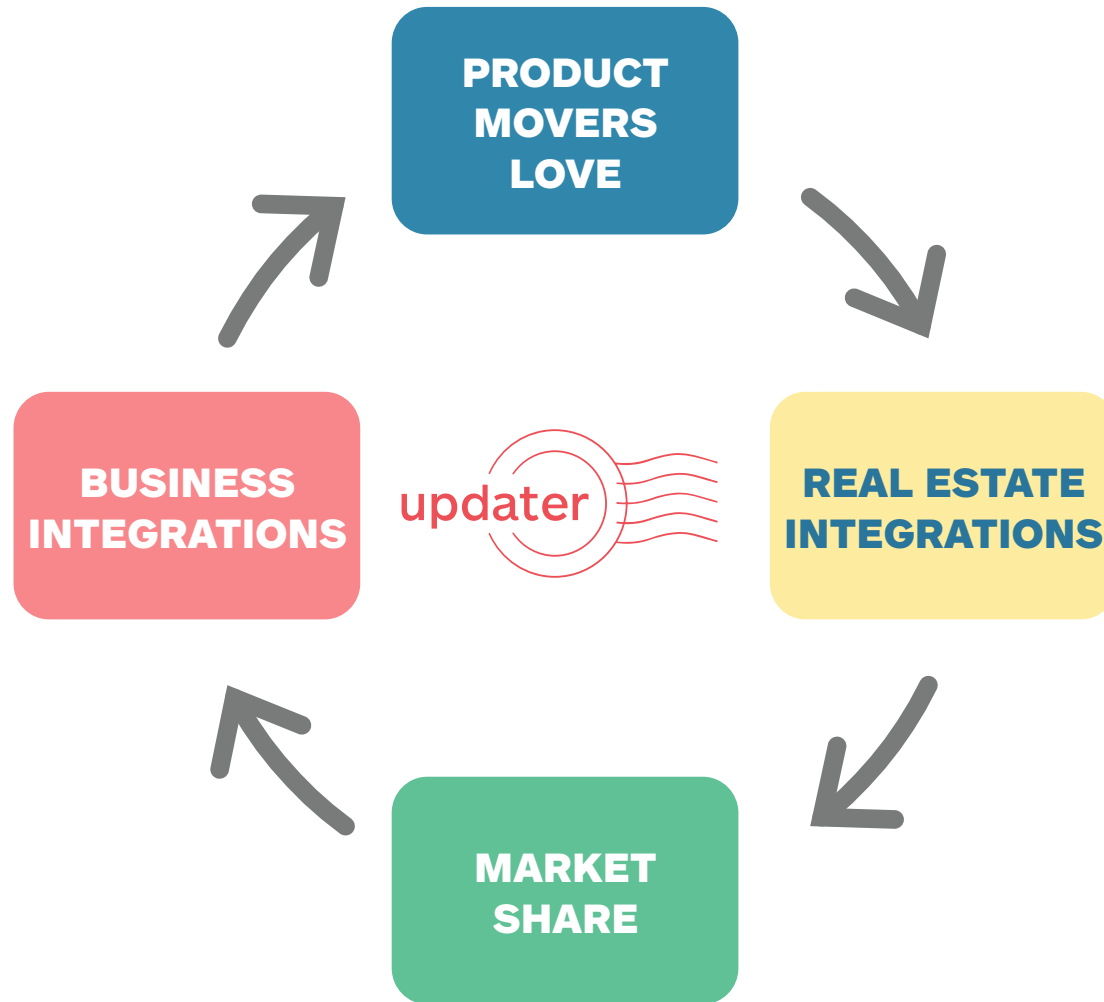 PRODUCT
MOVERS
LOVE
BUSINESS
INTEGRATIONS
updater
REAL ESTATE
INTEGRATIONS
MARKET
SHARE